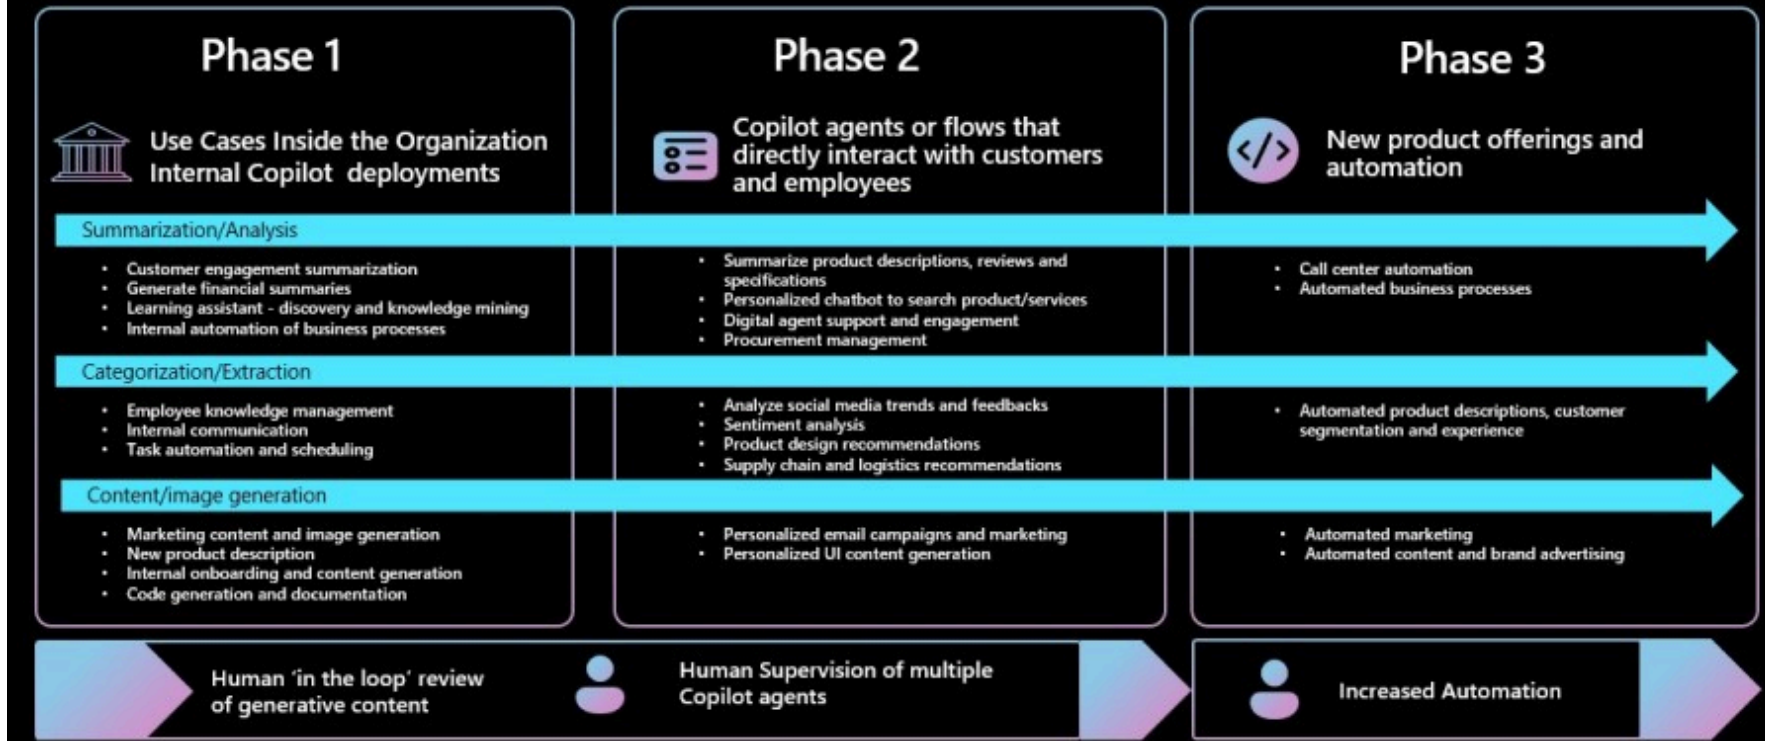 Phase 1
Use Cases Inside the Organization
Internal Copilot deployments
Phase 2
Copilot agents or flows that
directly interact with customers
and employees
Phase 3
</>
New product offerings and
automation
Summarization/Analysis
• Customer engagement summarization
• Generate financial summaries
• Learning assistant - discovery and knowledge mining
• Internal automation of business processes
• Summarize product descriptions, reviews and
specifications
• Personalized chatbot to search product/services
• Digital agent support and engagement
• Procurement management
• Call center automation
• Automated business processes
Categorization/Extraction
• Employee knowledge management
• Internal communication
• Task automation and scheduling
• Analyze social media trends and feedbacks
• Sentiment analysis
• Product design recommendations
• Supply chain and logistics recommendations
• Automated product descriptions, customer
segmentation and experience
Content/image generation
• Marketing content and image generation
• New product description
• Internal onboarding and content generation
• Code generation and documentation
• Personalized email campaigns and marketing
• Personalized UI content generation
• Automated marketing
• Automated content and brand advertising
Human ‘in the loop’ review
of generative content
Human Supervision of multiple
Copilot agents
Increased Automation